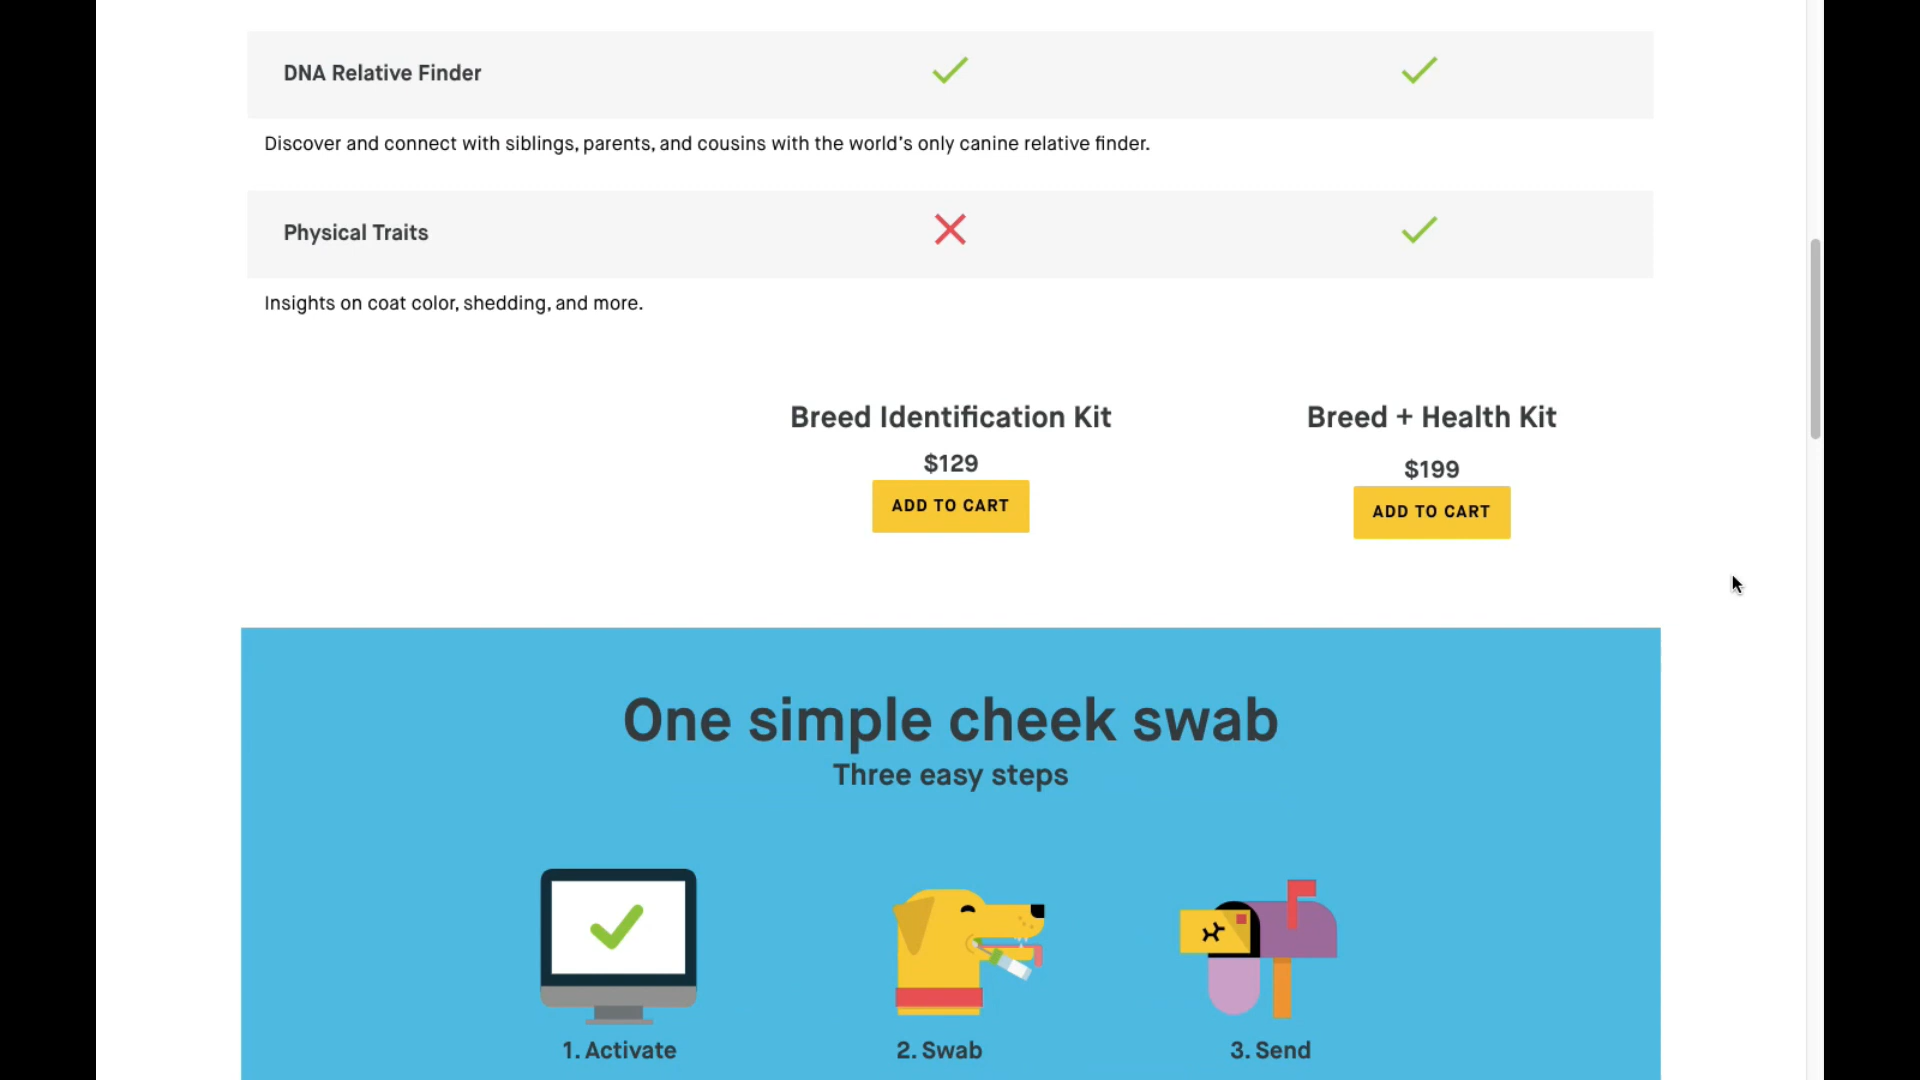 DNA Relative Finder
Discover and connect with siblings, parents, and cousins with the world's only canine relative finder.
Physical Traits
Insights on coat color, shedding, and more.
Breed Identification Kit
$129
ADD TO CART
Breed + Health Kit
$199
ADD TO CART
One simple cheek swab
Three easy steps
1. Activate
2. Swab
3. Send